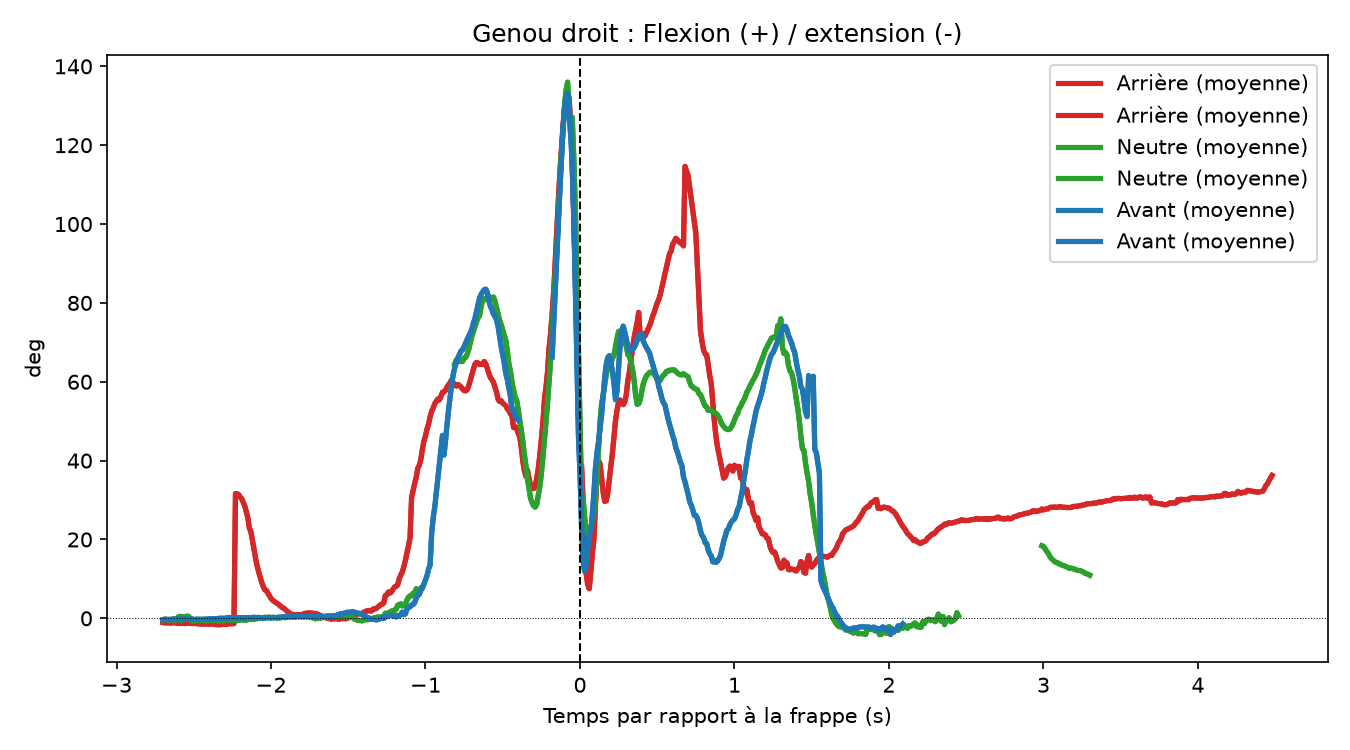 Genou droit : Flexion (+) / extension (-)
140
120
100
80
60
40
20
0
deg
−3
−2
−1
0
1
2
3
4
Temps par rapport à la frappe (s)
Arrière (moyenne)
Arrière (moyenne)
Neutre (moyenne)
Neutre (moyenne)
Avant (moyenne)
Avant (moyenne)